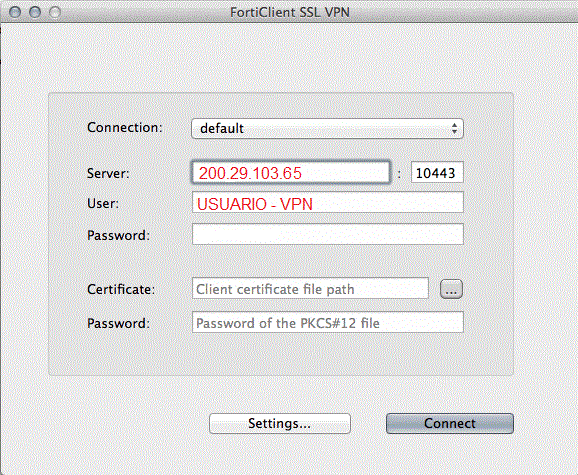 FortiClient SSL VPN
Connection: default
Server: 200.29.103.65 : 10443
User: USUARIO - VPN
Password:
Certificate: Client certificate file path ...
Password: Password of the PKCS#12 file
Settings... Connect